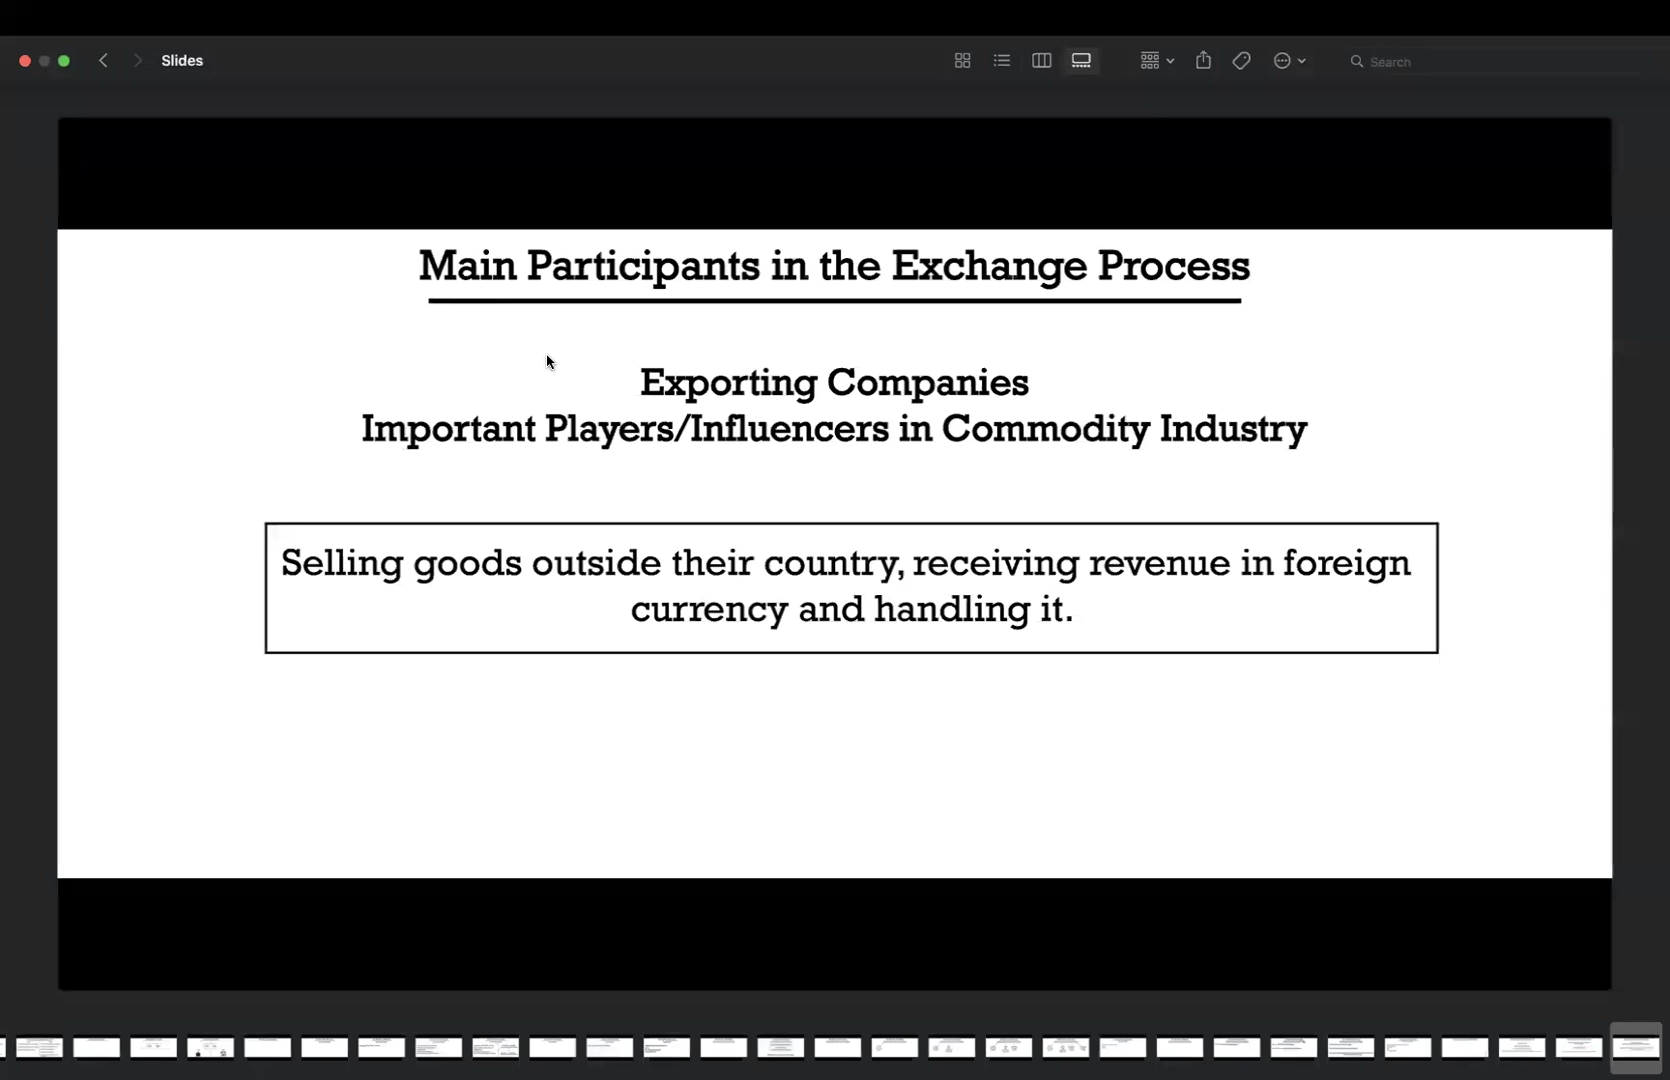 Slides
Search
Main Participants in the Exchange Process
Exporting Companies
Important Players/Influencers in Commodity Industry
Selling goods outside their country, receiving revenue in foreign
currency and handling it.